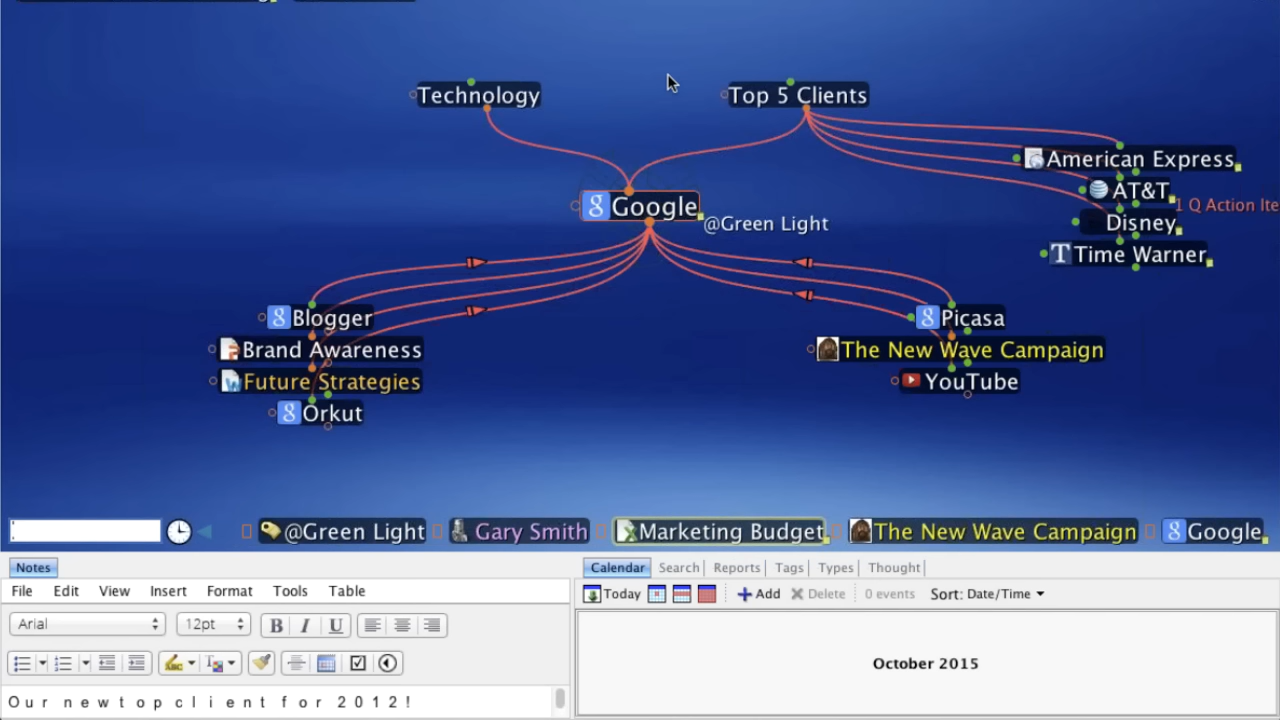 Technology
Top 5 Clients
American Express
AT&T
1 Q Action Ite
Google
@Green Light
Disney
Time Warner
Blogger
Brand Awareness
Future Strategies
Orkut
Picasa
The New Wave Campaign
YouTube
@Green Light Gary Smith Marketing Budget The New Wave Campaign Google
Notes
File Edit View Insert Format Tools Table
Arial 12pt B I U
Our new top client for 2012!
Calendar Search Reports Tags Types Thought
Today Add Delete 0 events Sort: Date/Time
October 2015